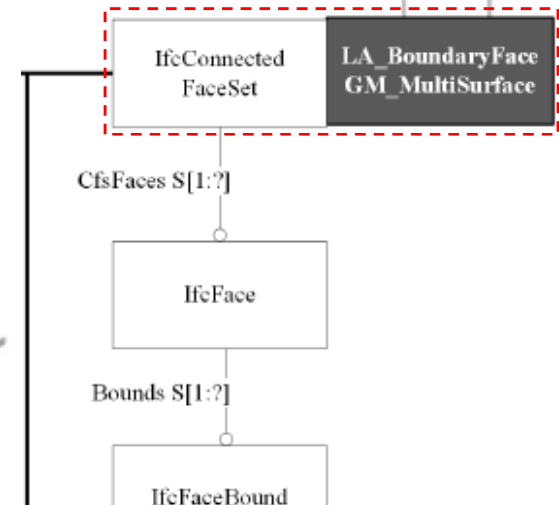 IfcConnected
FaceSet
LA_BoundaryFace
GM_MultiSurface
CfsFaces S[1:?]
IfcFace
Bounds S[1:?]
IfcFaceBound